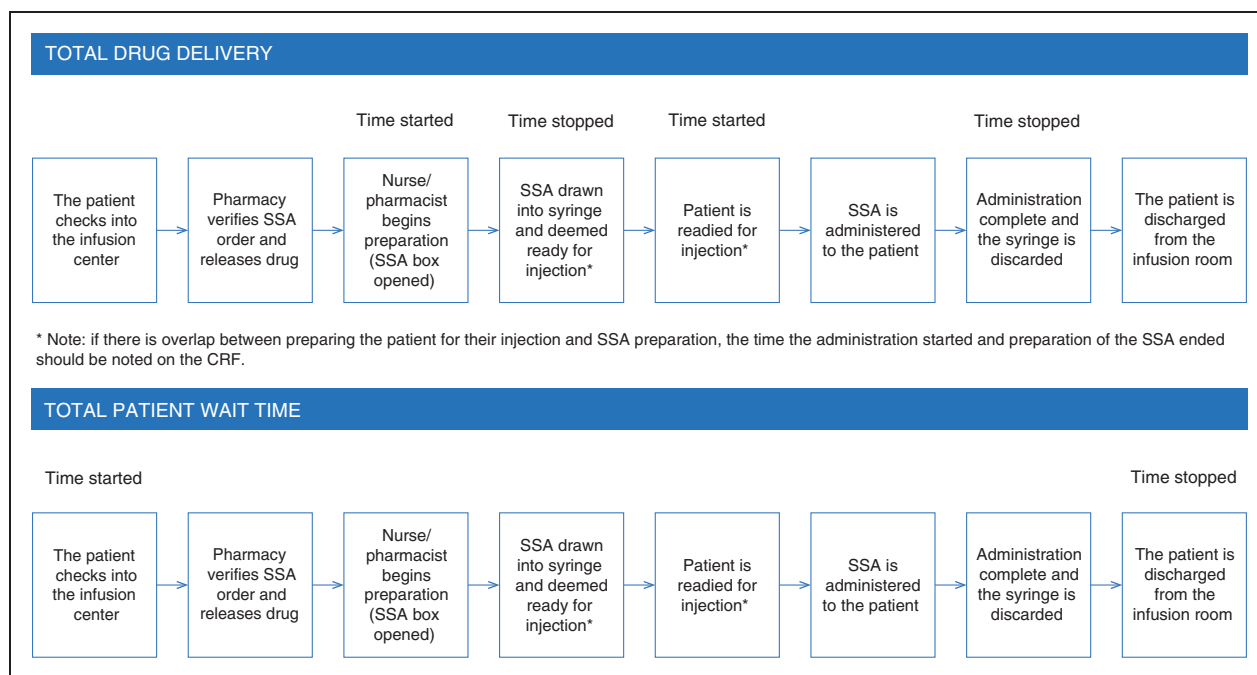 TOTAL DRUG DELIVERY
Time started
Time stopped
Time started
Time stopped
The patient
checks into
the infusion
center
Pharmacy
verifies SSA
order and
releases drug
Nurse/
pharmacist
begins
preparation
(SSA box
opened)
SSA drawn
into syringe
and deemed
ready for
injection*
Patient is
readied for
injection*
SSA is
administered
to the patient
Administration
complete and
the syringe is
discarded
The patient is
discharged
from the
infusion room
* Note: if there is overlap between preparing the patient for their injection and SSA preparation, the time the administration started and preparation of the SSA ended
should be noted on the CRF.
TOTAL PATIENT WAIT TIME
Time started
Time stopped
The patient
checks into
the infusion
center
Pharmacy
verifies SSA
order and
releases drug
Nurse/
pharmacist
begins
preparation
(SSA box
opened)
SSA drawn
into syringe
and deemed
ready for
injection*
Patient is
readied for
injection*
SSA is
administered
to the patient
Administration
complete and
the syringe is
discarded
The patient is
discharged
from the
infusion room